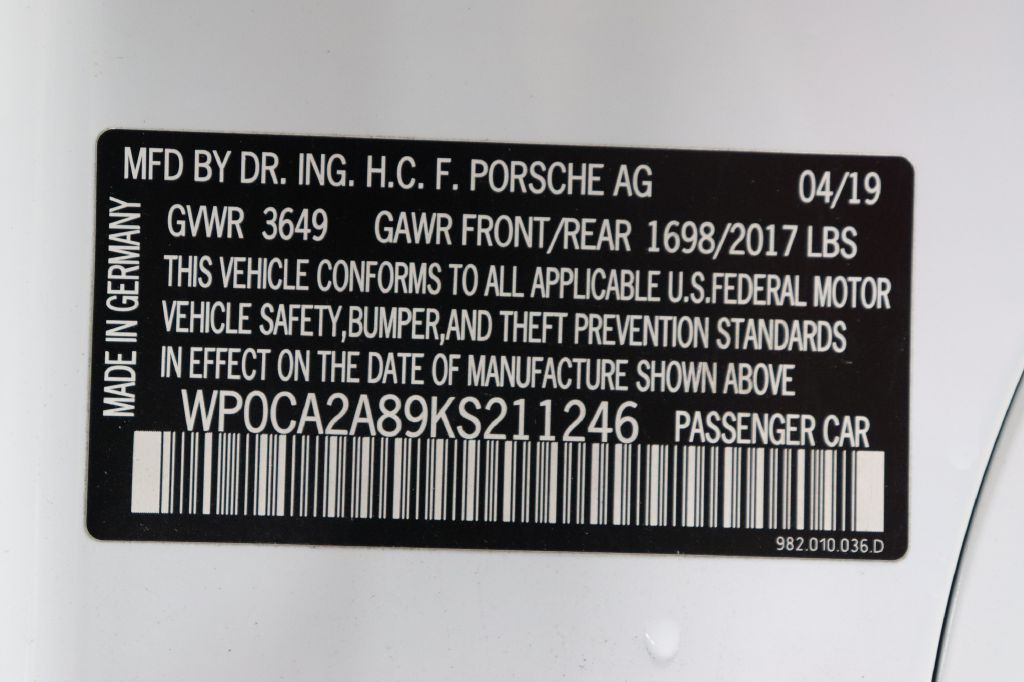 MFD BY DR. ING. H.C. F. PORSCHE AG 04/19
GVWR 3649 GAWR FRONT/REAR 1698/2017 LBS
THIS VEHICLE CONFORMS TO ALL APPLICABLE U.S.FEDERAL MOTOR
VEHICLE SAFETY,BUMPER,AND THEFT PREVENTION STANDARDS
IN EFFECT ON THE DATE OF MANUFACTURE SHOWN ABOVE
WP0CA2A89KS211246 PASSENGER CAR
982.010.036.D
MADE IN GERMANY